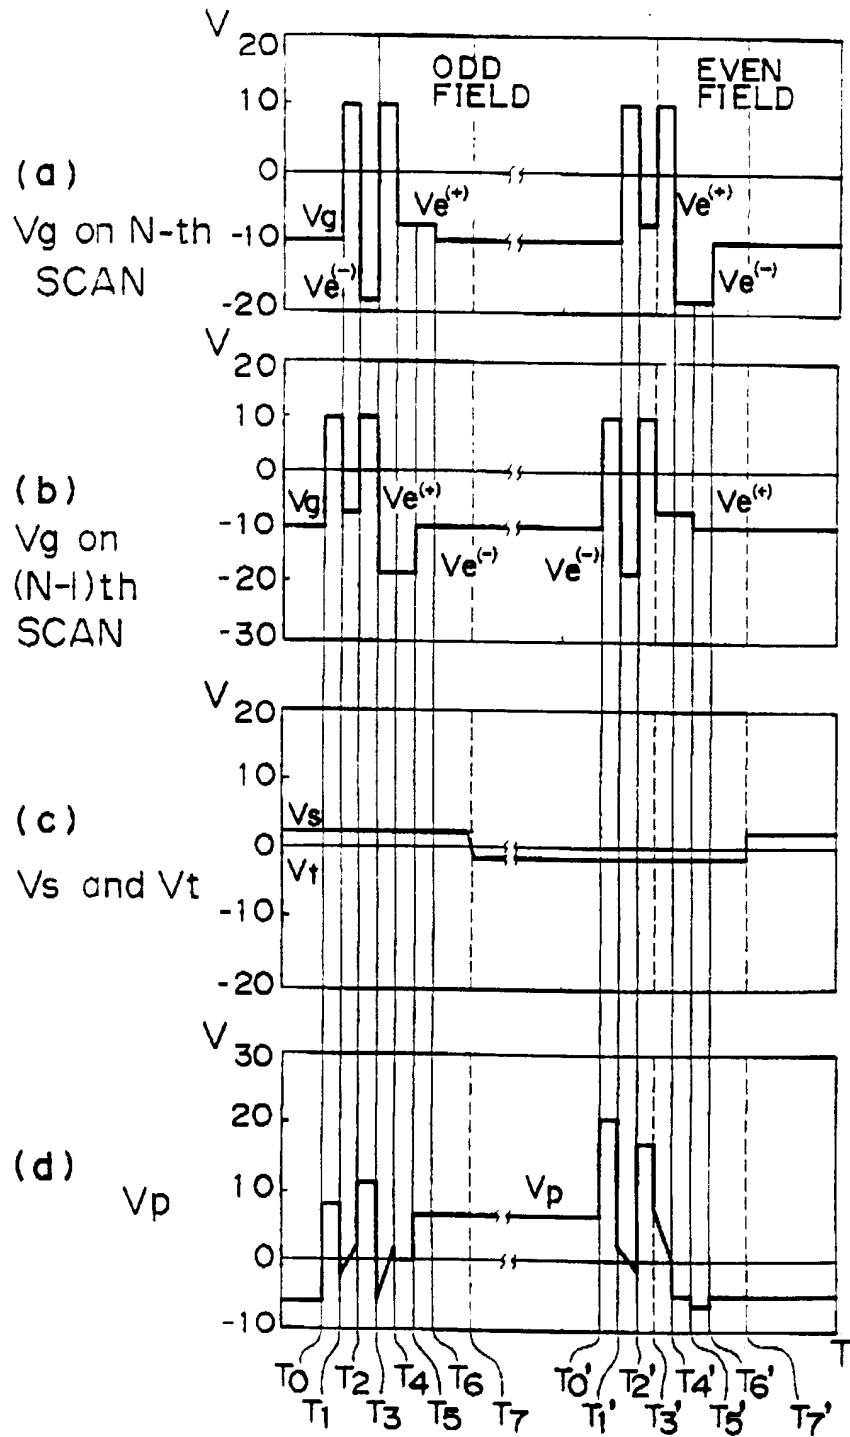 V
20
ODD FIELD
EVEN FIELD
10
(a)
0
Vg on N-th SCAN
Vg
Ve(+)
Ve(+)
-10
Ve(-)
Ve(-)
-20
V
20
10
0
(b)
Vg on (N-1)th SCAN
Vg
Ve(+)
Ve(+)
-10
Ve(-)
Ve(-)
-20
-30
V
20
10
(c)
Vs
0
Vt
Vs and Vt
-10
-20
V
30
20
(d)
Vp
10
Vp
0
-10
T
T0 T2 T4 T6 T0' T2' T4' T6'
T1 T3 T5 T7 T1' T3' T5' T7'